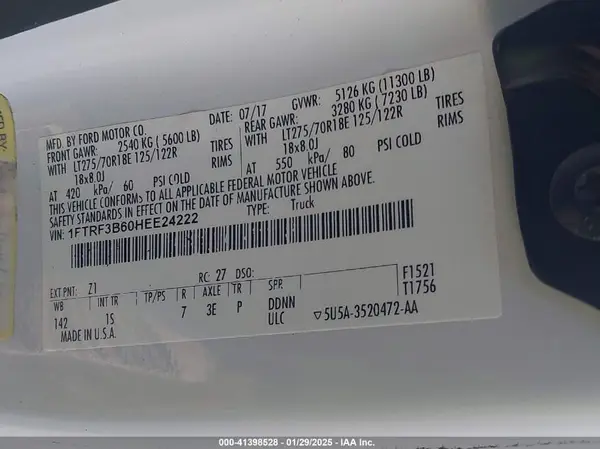 MFD. BY FORD MOTOR CO.
DATE: 07/17
GVWR: 5126 KG (11300 LB)
FRONT GAWR: 2540 KG (5600 LB)
REAR GAWR: 3280 KG (7230 LB)
WITH LT275/70R18E 125/122R TIRES
WITH LT275/70R18E 125/122R TIRES
18x8.0J RIMS
18x8.0J RIMS
AT 420 kPa/ 60 PSI COLD
AT 550 kPa/ 80 PSI COLD
THIS VEHICLE CONFORMS TO ALL APPLICABLE FEDERAL MOTOR VEHICLE
SAFETY STANDARDS IN EFFECT ON THE DATE OF MANUFACTURE SHOWN ABOVE.
VIN: 1FTRF3B60HEE24222
TYPE: Truck
EXT PNT: Z1 RC: 27 DSO:
WB INT TR TP/PS R AXLE TR SPR
142 1S 7 3E P DDNN
ULC
F1521
T1756
MADE IN U.S.A.
▽5U5A-3520472-AA
ED BY:
000-41398528 - 01/29/2025 - IAA Inc.